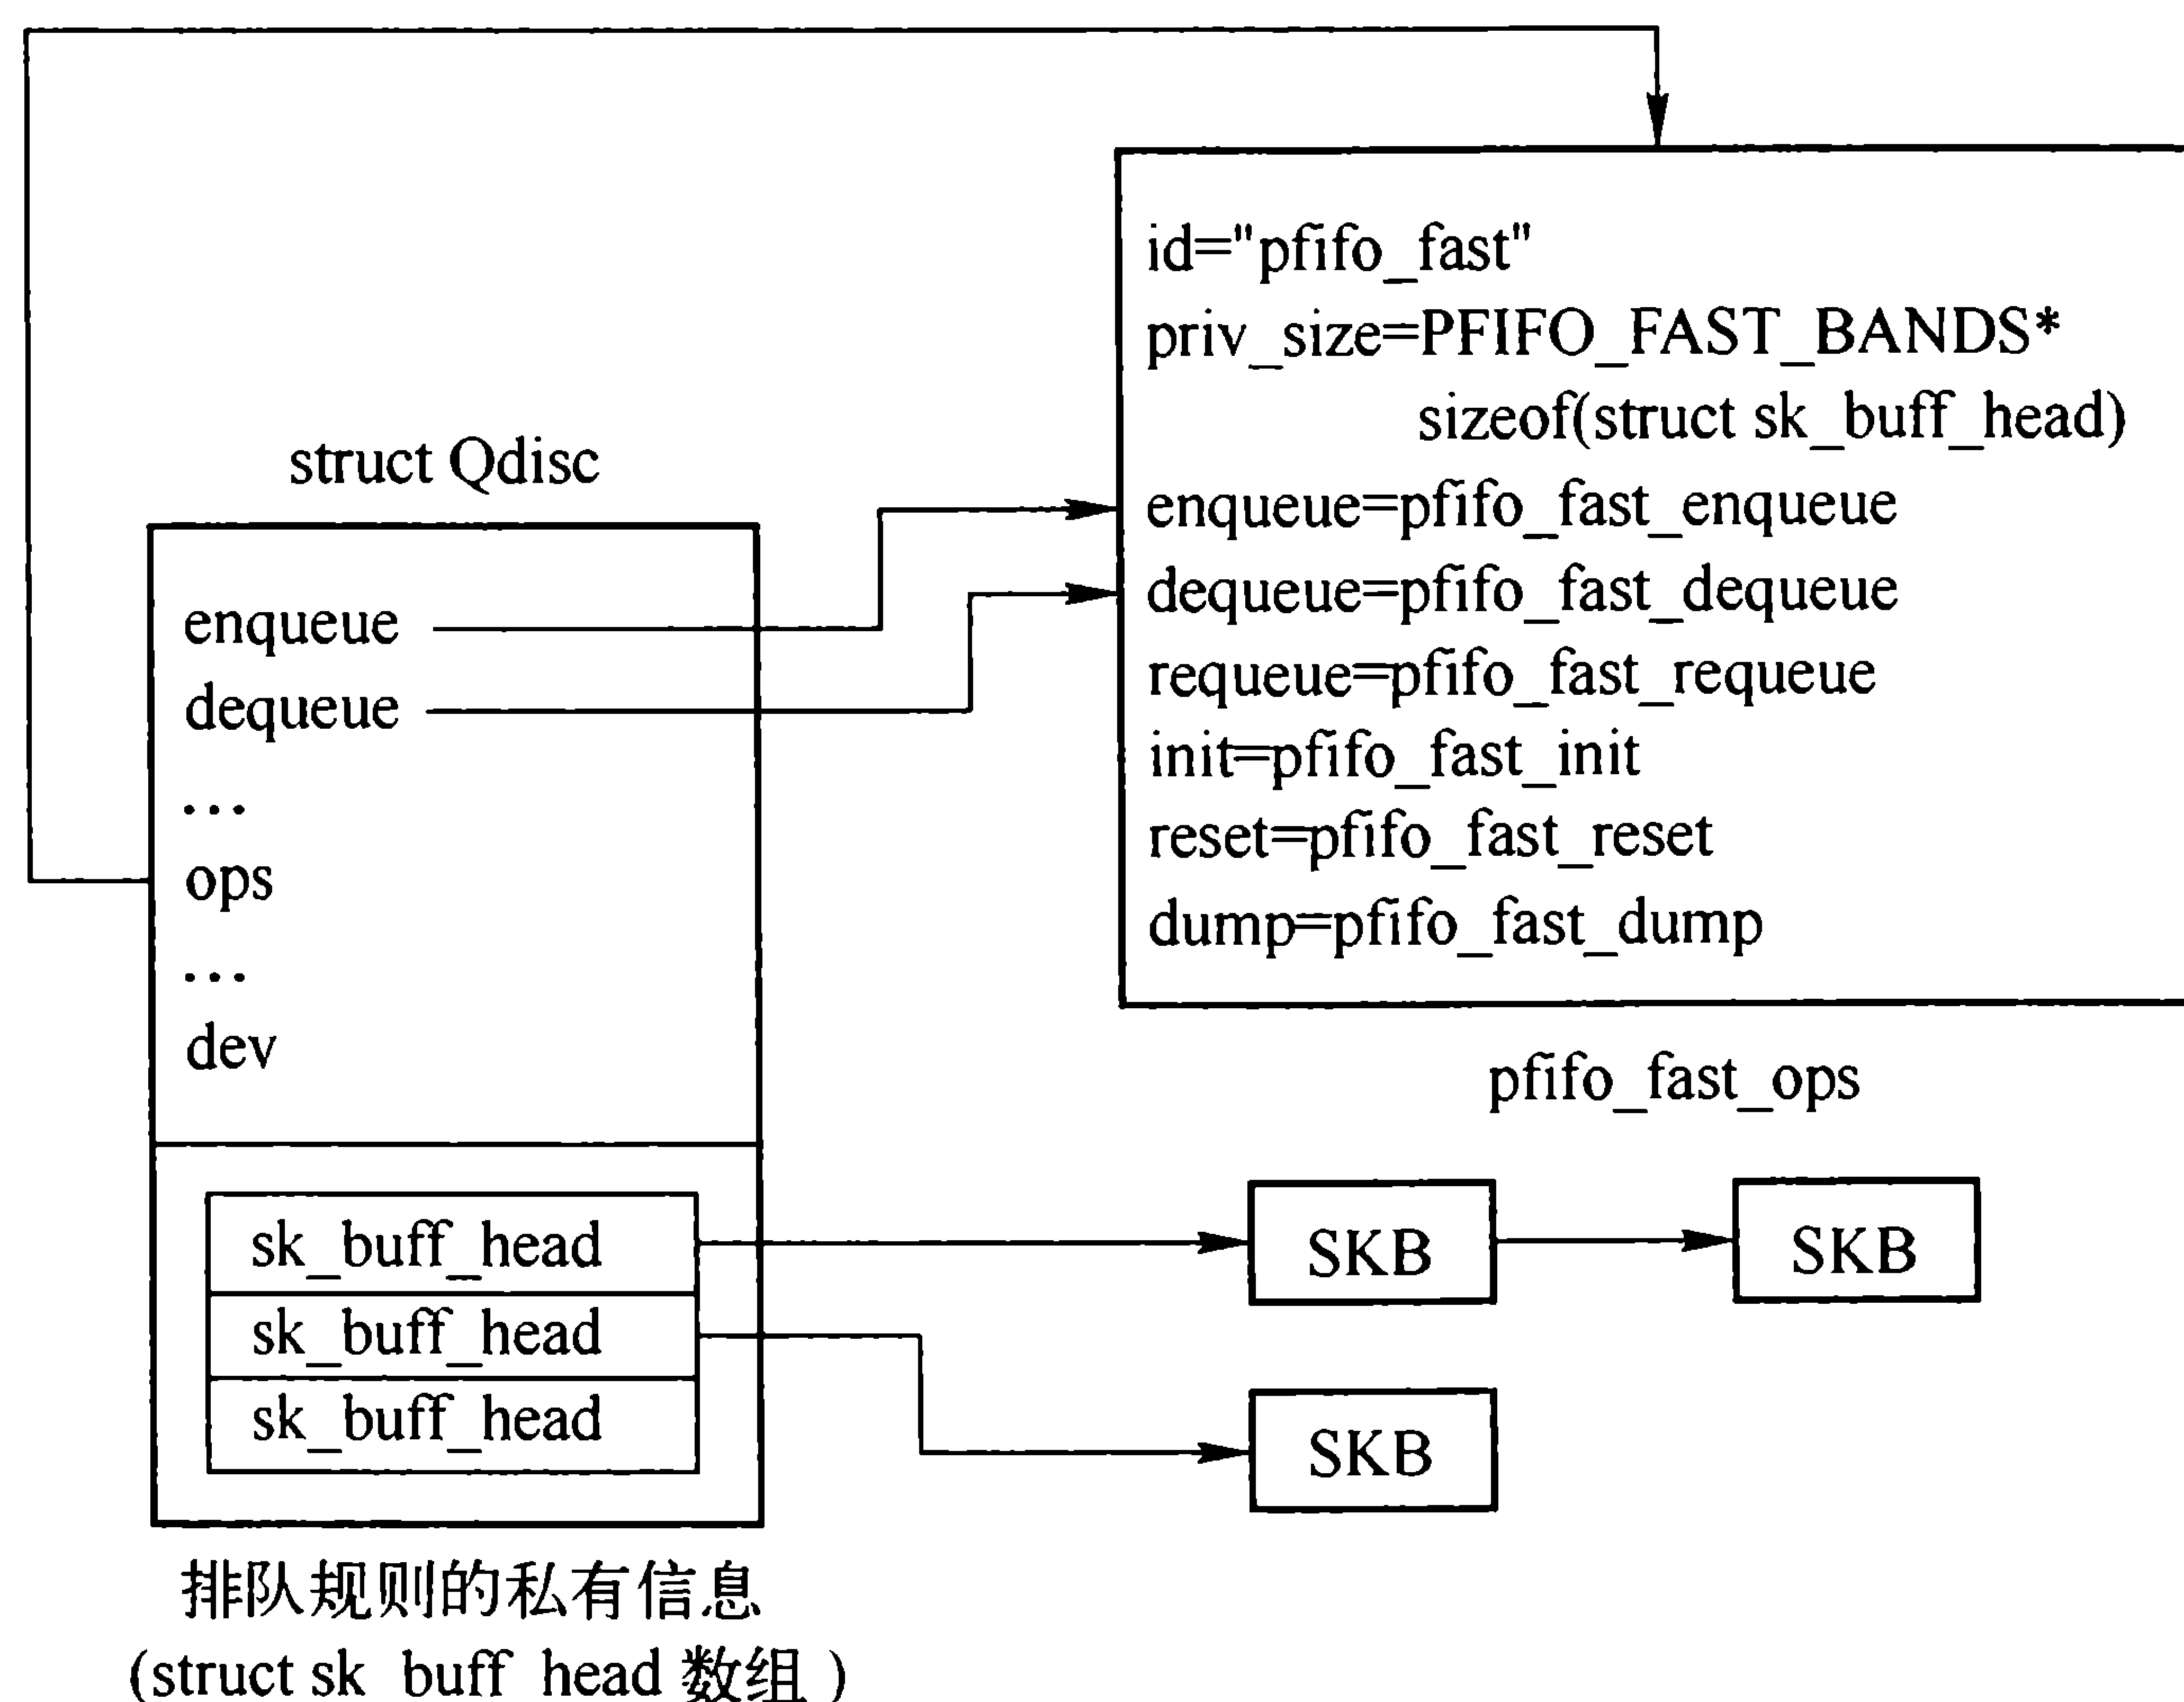 id="pfifo_fast"
priv_size=PFIFO_FAST_BANDS*
sizeof(struct sk_buff_head)
enqueue=pfifo_fast_enqueue
dequeue=pfifo_fast_dequeue
requeue=pfifo_fast_requeue
init=pfifo_fast_init
reset=pfifo_fast_reset
dump=pfifo_fast_dump
pfifo_fast_ops
struct Qdisc
enqueue
dequeue
...
ops
...
dev
sk_buff_head
sk_buff_head
sk_buff_head
SKB
SKB
SKB
排队规则的私有信息
(struct sk_buff_head 数组)